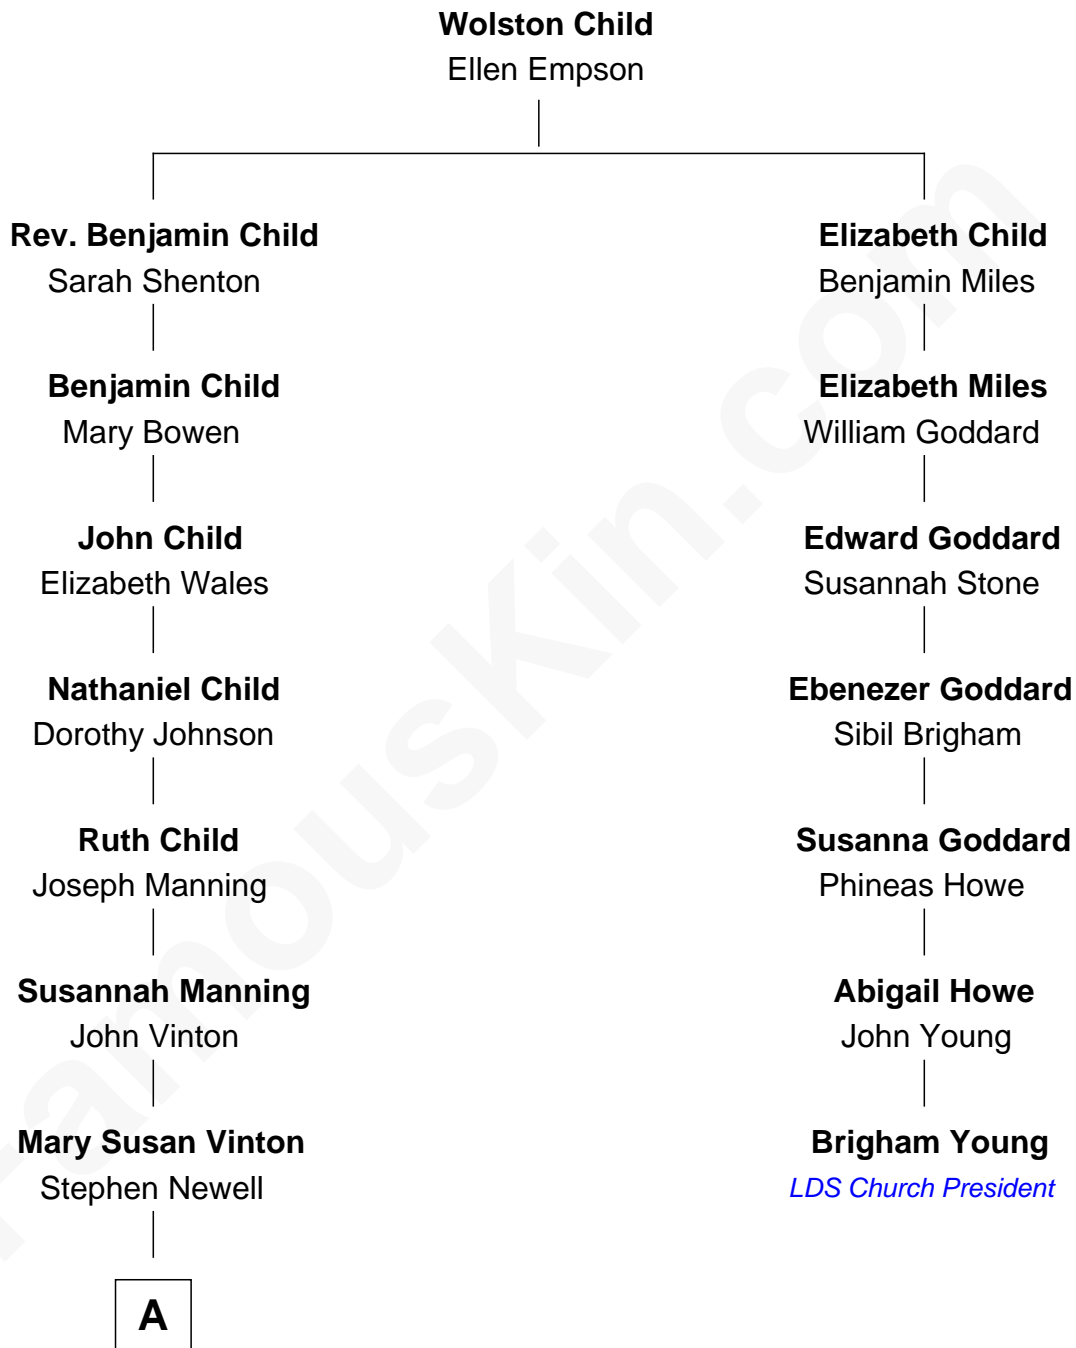 Wolston Child
Ellen Empson
Rev. Benjamin Child
Sarah Shenton
Elizabeth Child
Benjamin Miles
Benjamin Child
Mary Bowen
Elizabeth Miles
William Goddard
John Child
Elizabeth Wales
Edward Goddard
Susannah Stone
Nathaniel Child
Dorothy Johnson
Ebenezer Goddard
Sibil Brigham
Ruth Child
Joseph Manning
Susanna Goddard
Phineas Howe
Susannah Manning
John Vinton
Abigail Howe
John Young
Mary Susan Vinton
Stephen Newell
Brigham Young
LDS Church President
A
FamousKin.com